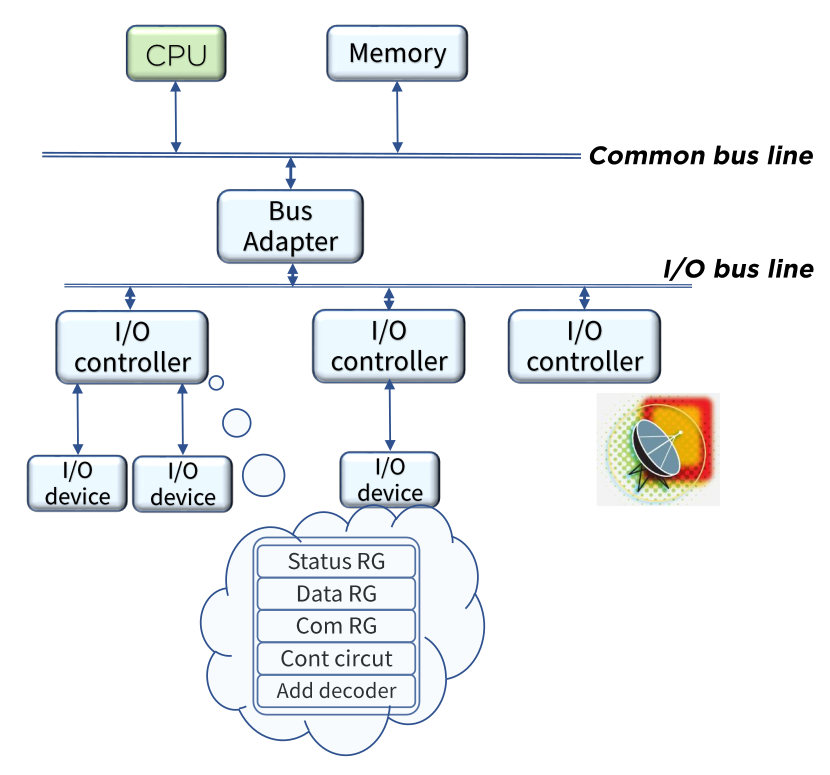 CPU
Memory
Common bus line
Bus
Adapter
I/O bus line
I/O
controller
I/O
controller
I/O
controller
I/O
device
I/O
device
I/O
device
Status RG
Data RG
Com RG
Cont circut
Add decoder